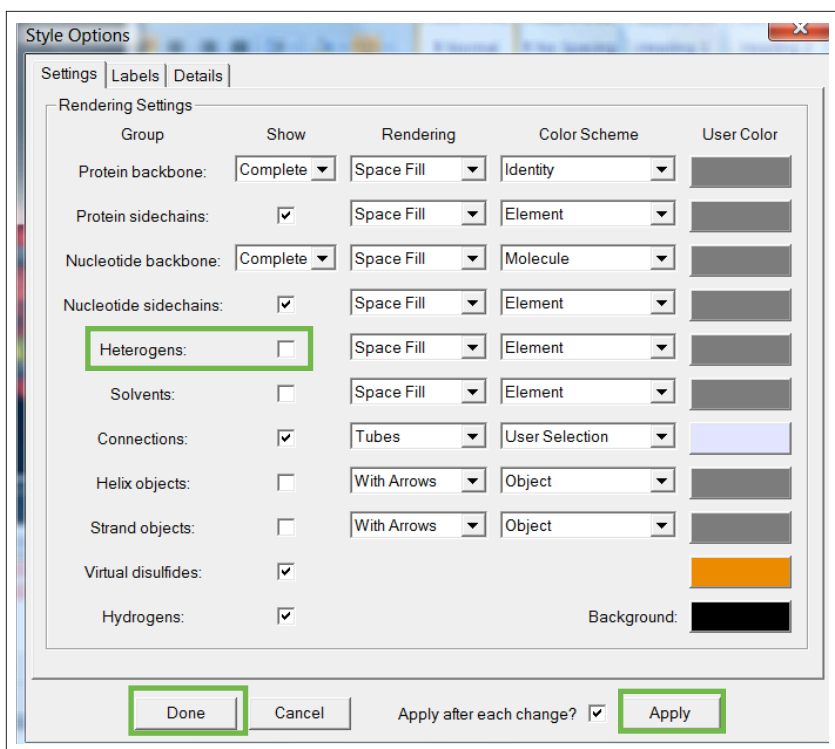 Style Options
Settings Labels Details
Rendering Settings
Group Show Rendering Color Scheme User Color
Protein backbone: Complete Space Fill Identity
Protein sidechains: Space Fill Element
Nucleotide backbone: Complete Space Fill Molecule
Nucleotide sidechains: Space Fill Element
Heterogens: Space Fill Element
Solvents: Space Fill Element
Connections: Tubes User Selection
Helix objects: With Arrows Object
Strand objects: With Arrows Object
Virtual disulfides:
Hydrogens: Background:
Done Cancel Apply after each change? Apply